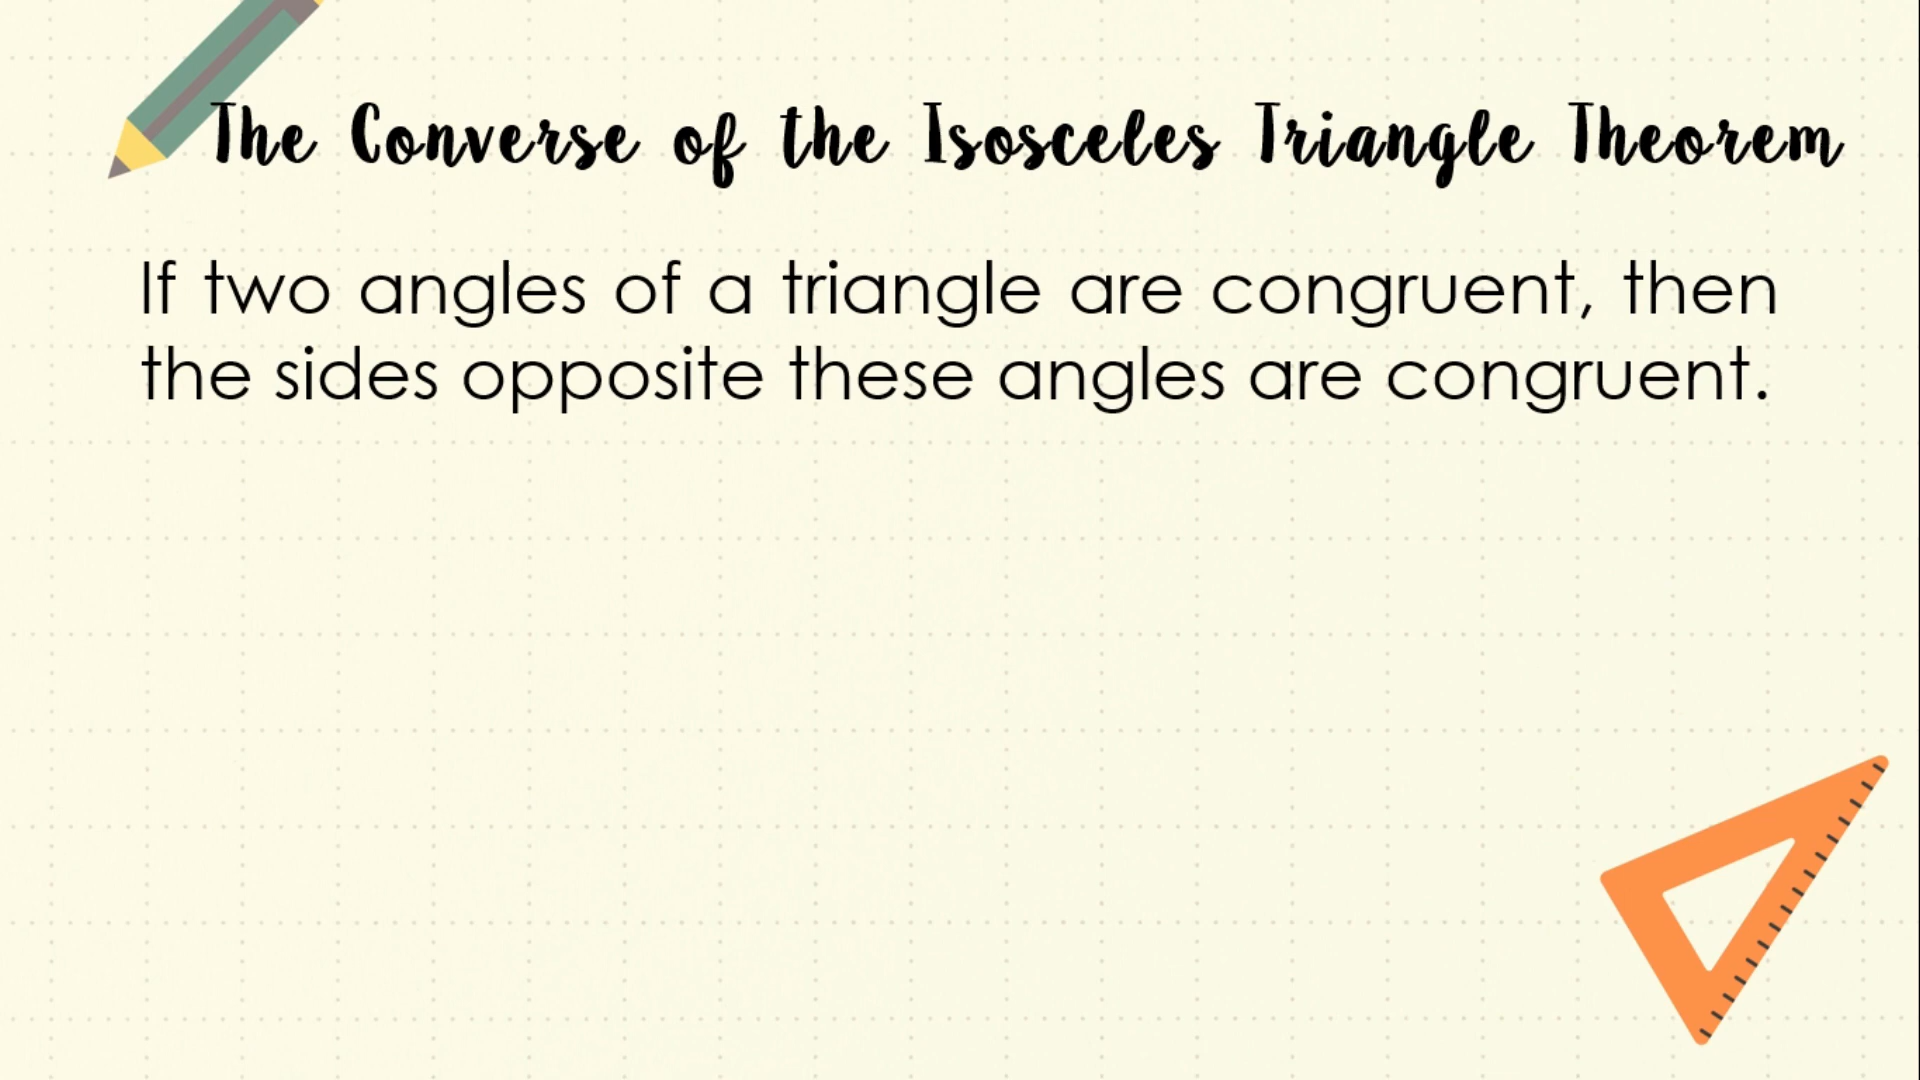 The Converse of the Isosceles Triangle Theorem
If two angles of a triangle are congruent, then
the sides opposite these angles are congruent.